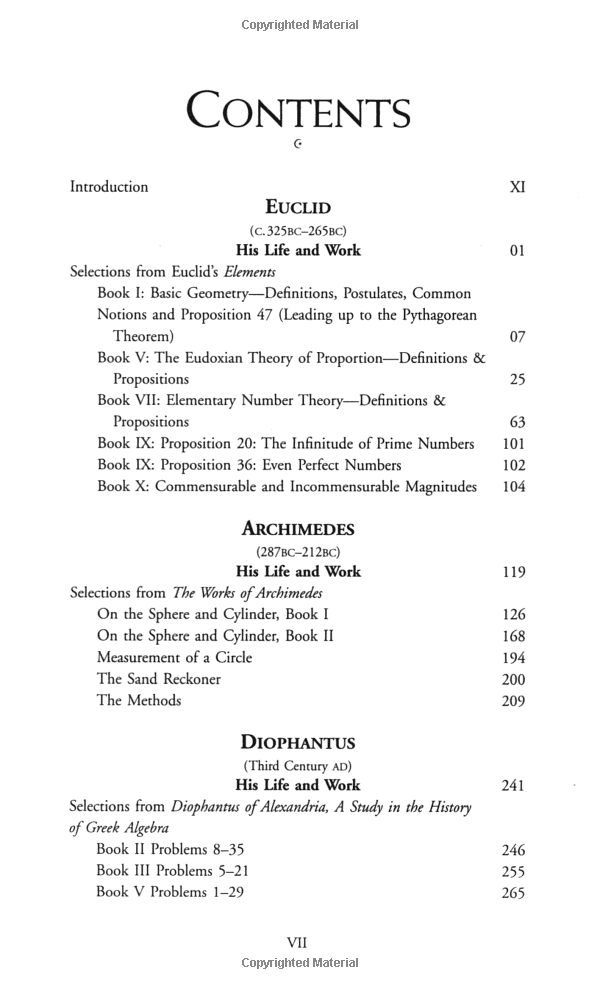 Copyrighted Material
CONTENTS
Introduction XI
EUCLID
(C. 325BC–265BC)
His Life and Work 01
Selections from Euclid's Elements
Book I: Basic Geometry—Definitions, Postulates, Common
Notions and Proposition 47 (Leading up to the Pythagorean
Theorem) 07
Book V: The Eudoxian Theory of Proportion—Definitions &
Propositions 25
Book VII: Elementary Number Theory—Definitions &
Propositions 63
Book IX: Proposition 20: The Infinitude of Prime Numbers 101
Book IX: Proposition 36: Even Perfect Numbers 102
Book X: Commensurable and Incommensurable Magnitudes 104
ARCHIMEDES
(287BC–212BC)
His Life and Work 119
Selections from The Works of Archimedes
On the Sphere and Cylinder, Book I 126
On the Sphere and Cylinder, Book II 168
Measurement of a Circle 194
The Sand Reckoner 200
The Methods 209
DIOPHANTUS
(Third Century AD)
His Life and Work 241
Selections from Diophantus of Alexandria, A Study in the History
of Greek Algebra
Book II Problems 8–35 246
Book III Problems 5–21 255
Book V Problems 1–29 265
VII
Copyrighted Material